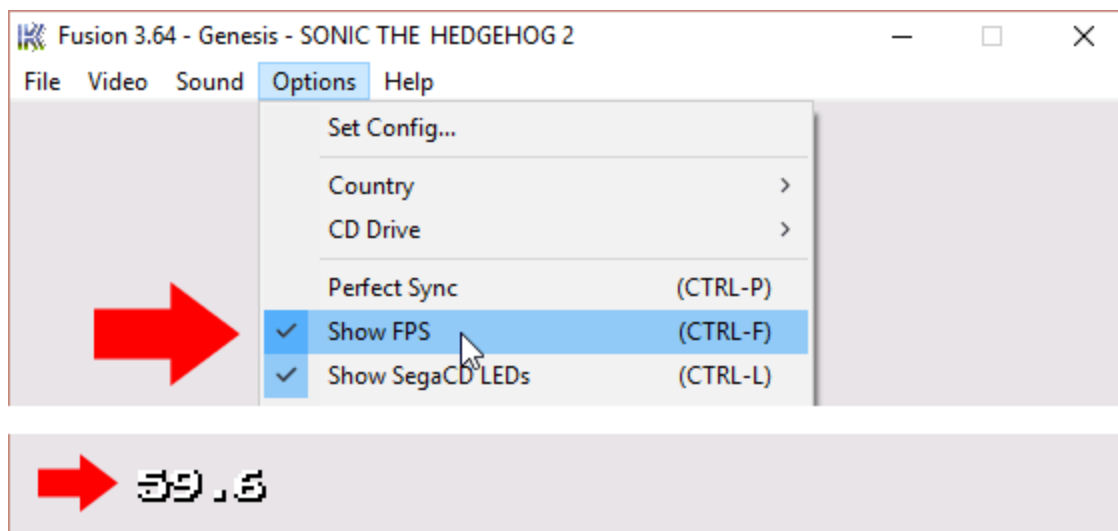 Fusion 3.64 - Genesis - SONIC THE HEDGEHOG 2
File Video Sound Options Help
Set Config...
Country
CD Drive
Perfect Sync (CTRL-P)
Show FPS (CTRL-F)
Show SegaCD LEDs (CTRL-L)
59.6